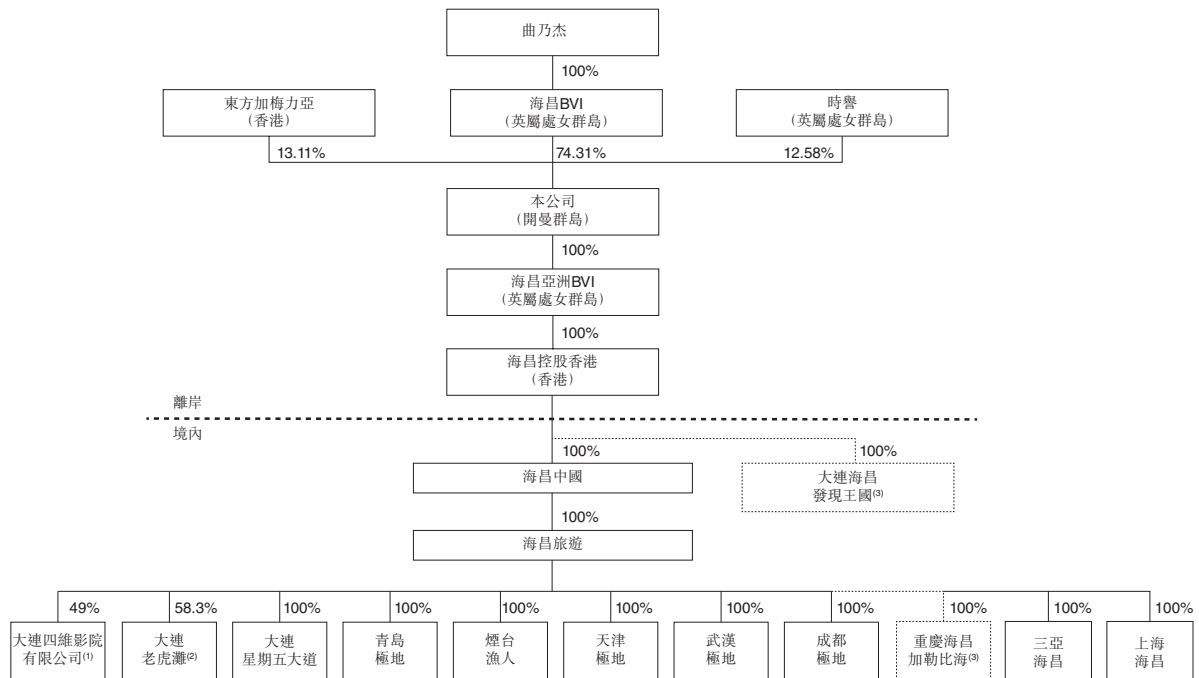 曲乃杰
100%
東方加梅力亞
(香港)
海昌BVI
(英屬處女群島)
時譽
(英屬處女群島)
13.11%
74.31%
12.58%
本公司
(開曼群島)
100%
海昌亞洲BVI
(英屬處女群島)
100%
海昌控股香港
(香港)
離岸
境內
100%
100%
海昌中國
大連海昌
發現王國(3)
100%
海昌旅遊
49%
58.3%
100%
100%
100%
100%
100%
100%
100%
100%
100%
大連四維影院
有限公司(1)
大連
老虎灘(2)
大連
星期五大道
青島
極地
煙台
漁人
天津
極地
武漢
極地
成都
極地
重慶海昌
加勒比海(3)
三亞
海昌
上海
海昌